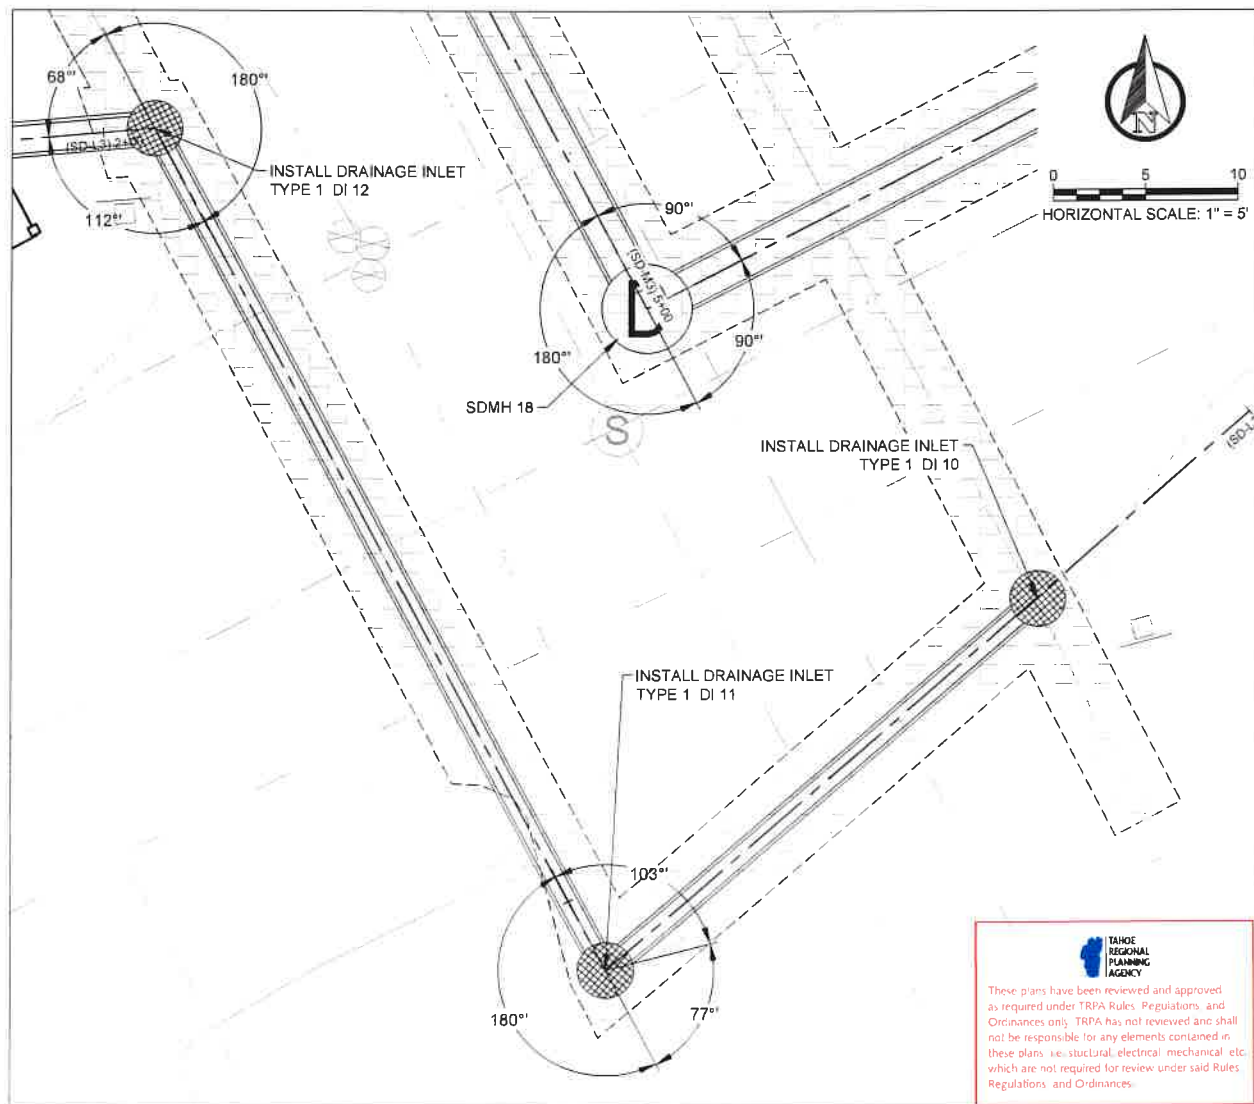 68°'
180°'
(SD-L3) 2+
112°'
INSTALL DRAINAGE INLET
TYPE 1 DI 12
90°'
(SD-M3) 5+00
D
180°'
90°'
SDMH 18
S
N
0 5 10
HORIZONTAL SCALE: 1" = 5'
INSTALL DRAINAGE INLET
TYPE 1 DI 10
(SD-L
INSTALL DRAINAGE INLET
TYPE 1 DI 11
103°'
180°'
77°'
TAHOE
REGIONAL
PLANNING
AGENCY
These plans have been reviewed and approved
as required under TRPA Rules, Regulations, and
Ordinances only. TRPA has not reviewed and shall
not be responsible for any elements contained in
these plans i.e. stuctural, electrical, mechanical, etc.
which are not required for review under said Rules,
Regulations, and Ordinances.